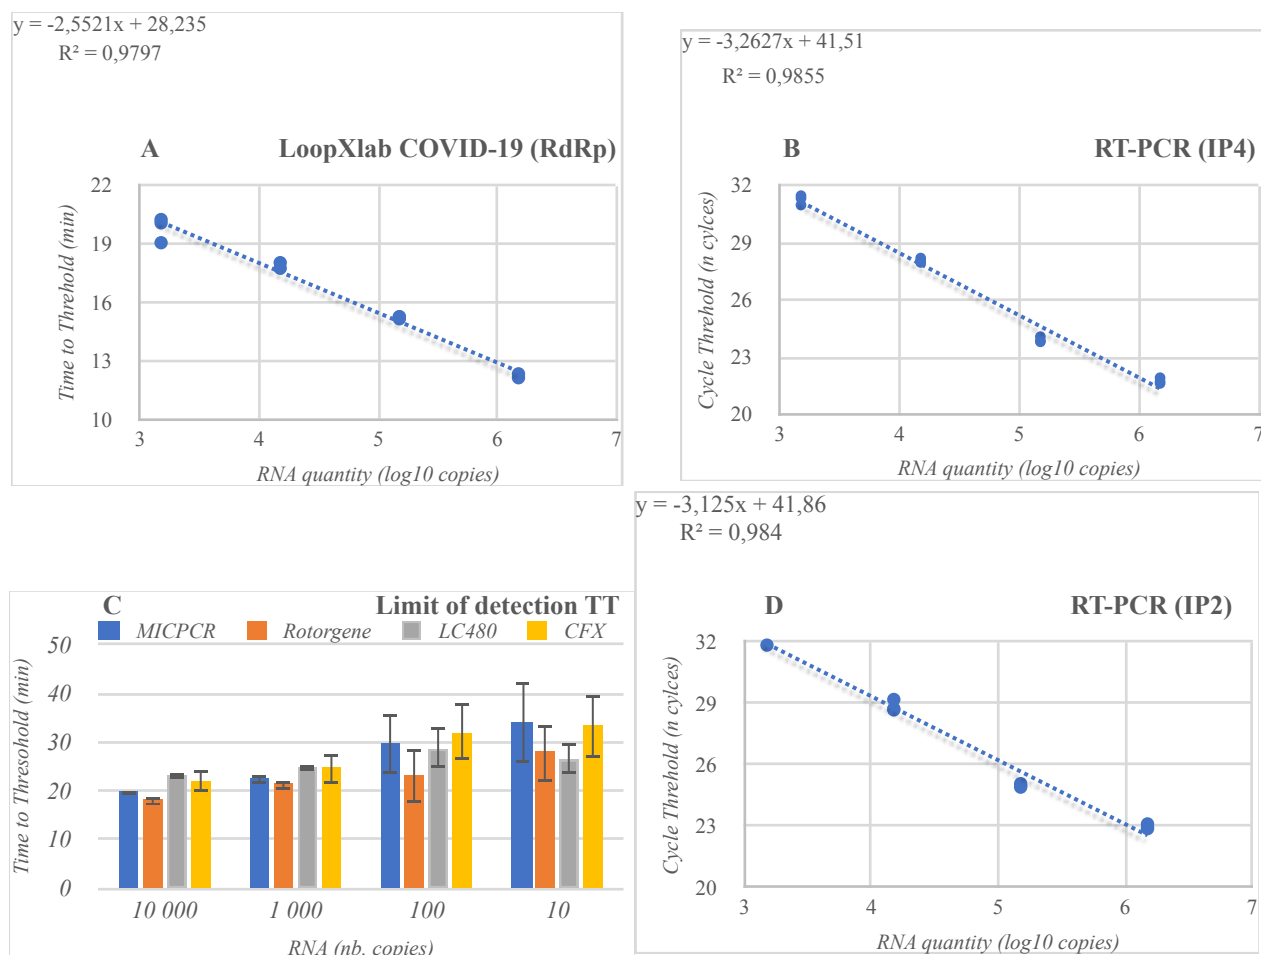 y = -2,5521x + 28,235
R² = 0,9797
A LoopXlab COVID-19 (RdRp)
22
19
16
13
10
Time to Threhold (min)
3 4 5 6 7
RNA quantity (log10 copies)
y = -3,2627x + 41,51
R² = 0,9855
B RT-PCR (IP4)
32
29
26
23
20
Cycle Threhold (n cylces)
3 4 5 6 7
RNA quantity (log10 copies)
C Limit of detection TT
MICPCR Rotorgene LC480 CFX
50
40
30
20
10
0
Time to Thresohold (min)
10 000 1 000 100 10
RNA (nb. copies)
y = -3,125x + 41,86
R² = 0,984
D RT-PCR (IP2)
32
29
26
23
20
Cycle Threhold (n cylces)
3 4 5 6 7
RNA quantity (log10 copies)